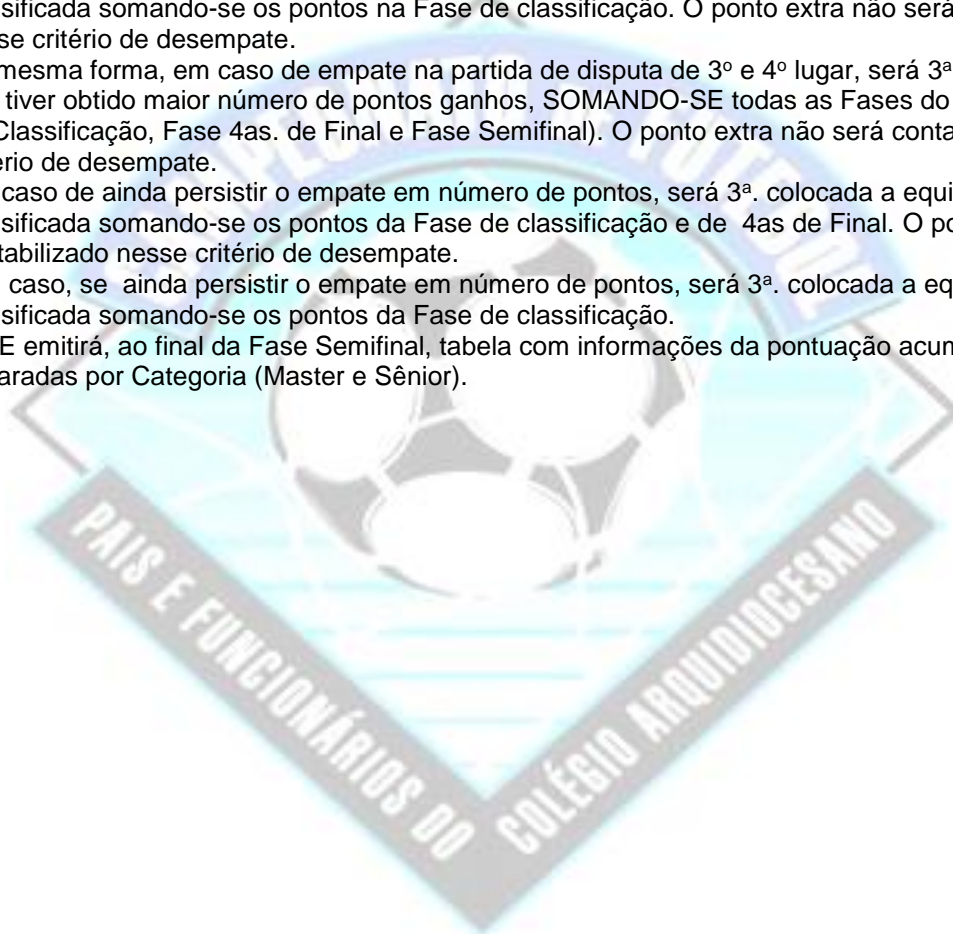 sificada somando-se os pontos na Fase de classificação. O ponto extra não será
se critério de desempate.
mesma forma, em caso de empate na partida de disputa de 3º e 4º lugar, será 3ª
tiver obtido maior número de pontos ganhos, SOMANDO-SE todas as Fases do
Classificação, Fase 4as. de Final e Fase Semifinal). O ponto extra não será conta
ério de desempate.
caso de ainda persistir o empate em número de pontos, será 3ª. colocada a equi
sificada somando-se os pontos da Fase de classificação e de 4as de Final. O po
tabilizado nesse critério de desempate.
caso, se ainda persistir o empate em número de pontos, será 3ª. colocada a eq
sificada somando-se os pontos da Fase de classificação.
E emitirá, ao final da Fase Semifinal, tabela com informações da pontuação acum
aradas por Categoria (Master e Sênior).
CAMPEONATO DE FUTEBOL
PAIS E FUNCIONÁRIOS DO
COLÉGIO ARQUIDIOCESANO